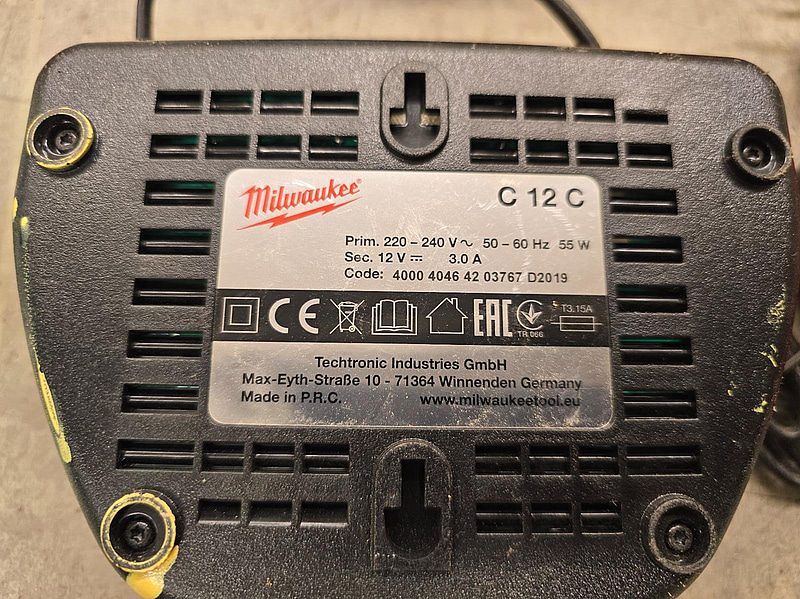 Milwaukee®
C 12 C
Prim. 220 – 240 V ~ 50 – 60 Hz 55 W
Sec. 12 V ⎓ 3.0 A
Code: 4000 4046 42 03767 D2019
CE EAC TR 066 T3.15A
Techtronic Industries GmbH
Max-Eyth-Straße 10 - 71364 Winnenden Germany
Made in P.R.C. www.milwaukeetool.eu